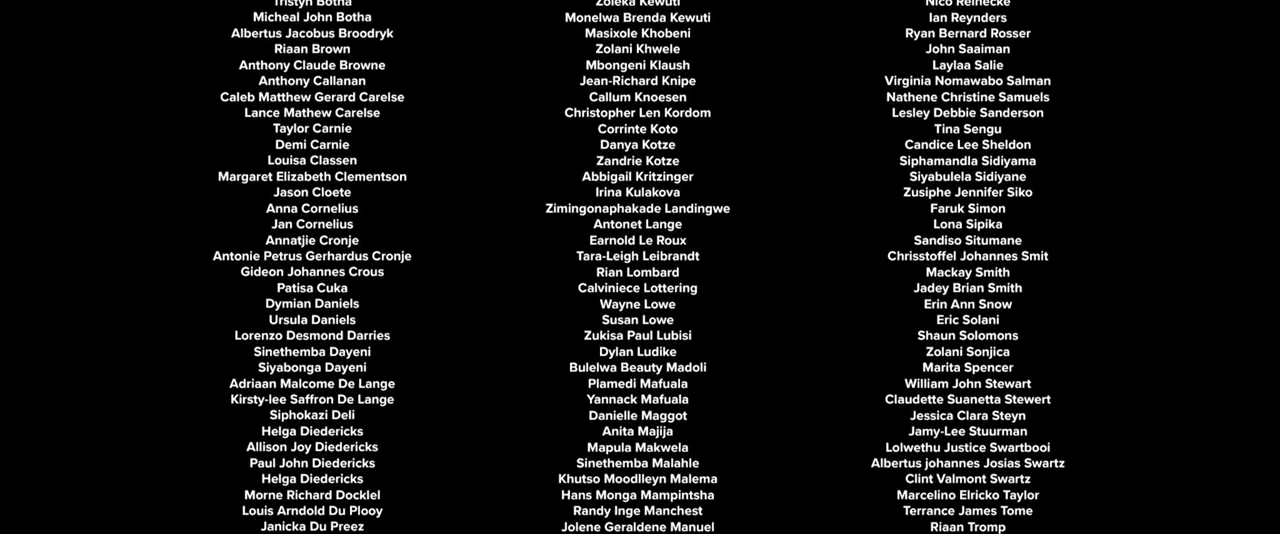 Tristyn Botha
Micheal John Botha
Albertus Jacobus Broodryk
Riaan Brown
Anthony Claude Browne
Anthony Callanan
Caleb Matthew Gerard Carelse
Lance Mathew Carelse
Taylor Carnie
Demi Carnie
Louisa Classen
Margaret Elizabeth Clementson
Jason Cloete
Anna Cornelius
Jan Cornelius
Annatjie Cronje
Antonie Petrus Gerhardus Cronje
Gideon Johannes Crous
Patisa Cuka
Dymian Daniels
Ursula Daniels
Lorenzo Desmond Darries
Sinethemba Dayeni
Siyabonga Dayeni
Adriaan Malcome De Lange
Kirsty-lee Saffron De Lange
Siphokazi Deli
Helga Diedericks
Allison Joy Diedericks
Paul John Diedericks
Helga Diedericks
Morne Richard Docklel
Louis Arndold Du Plooy
Janicka Du Preez
Zoleka Kewuti
Monelwa Brenda Kewuti
Masixole Khobeni
Zolani Khwele
Mbongeni Klaush
Jean-Richard Knipe
Callum Knoesen
Christopher Len Kordom
Corrinte Koto
Danya Kotze
Zandrie Kotze
Abbigail Kritzinger
Irina Kulakova
Zimingonaphakade Landingwe
Antonet Lange
Earnold Le Roux
Tara-Leigh Leibrandt
Rian Lombard
Calviniece Lottering
Wayne Lowe
Susan Lowe
Zukisa Paul Lubisi
Dylan Ludike
Bulelwa Beauty Madoli
Plamedi Mafuala
Yannack Mafuala
Danielle Maggot
Anita Majija
Mapula Makwela
Sinethemba Malahle
Khutso Moodlleyn Malema
Hans Monga Mampintsha
Randy Inge Manchest
Jolene Geraldene Manuel
Nico Reinecke
Ian Reynders
Ryan Bernard Rosser
John Saaiman
Laylaa Salie
Virginia Nomawabo Salman
Nathene Christine Samuels
Lesley Debbie Sanderson
Tina Sengu
Candice Lee Sheldon
Siphamandla Sidiyama
Siyabulela Sidiyane
Zusiphe Jennifer Siko
Faruk Simon
Lona Sipika
Sandiso Situmane
Chrisstoffel Johannes Smit
Mackay Smith
Jadey Brian Smith
Erin Ann Snow
Eric Solani
Shaun Solomons
Zolani Sonjica
Marita Spencer
William John Stewart
Claudette Suanetta Stewert
Jessica Clara Steyn
Jamy-Lee Stuurman
Lolwethu Justice Swartbooi
Albertus johannes Josias Swartz
Clint Valmont Swartz
Marcelino Elricko Taylor
Terrance James Tome
Riaan Tromp